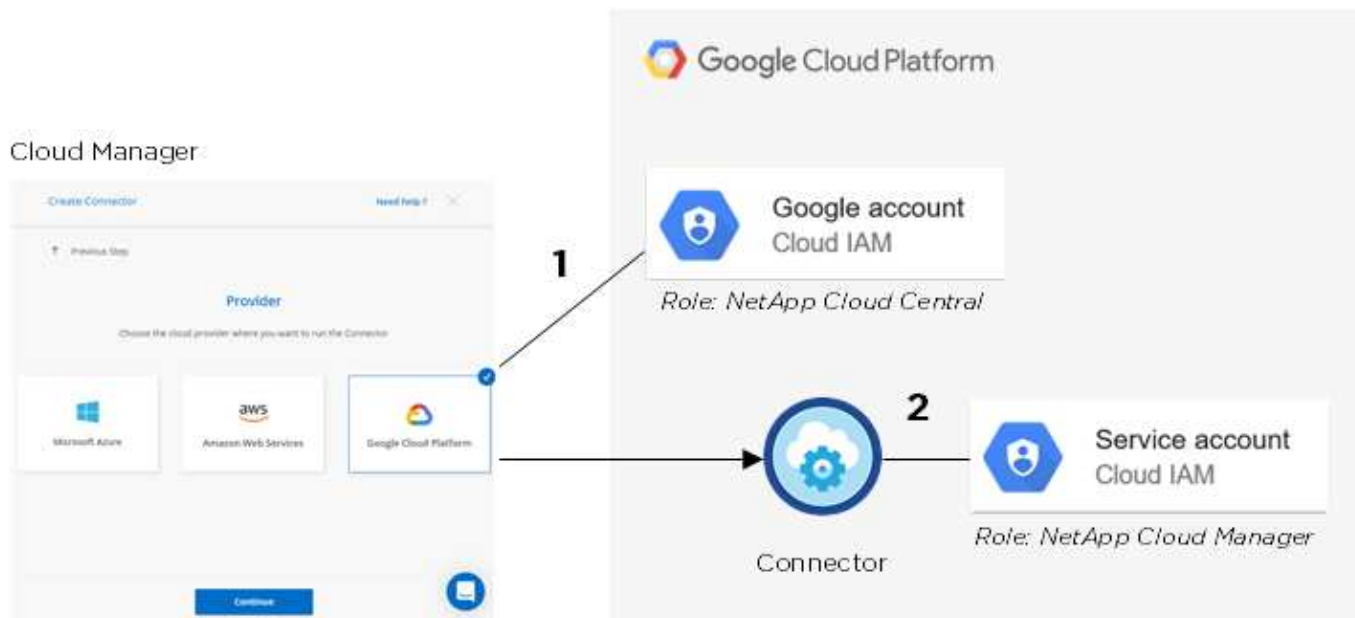 Google Cloud Platform
Cloud Manager
Create Connector
Need help ?
Previous Step
Provider
Choose the cloud provider where you want to run the Connector
Microsoft Azure
aws
Amazon Web Services
Google Cloud Platform
Continue
1
Google account
Cloud IAM
Role: NetApp Cloud Central
Connector
2
Service account
Cloud IAM
Role: NetApp Cloud Manager